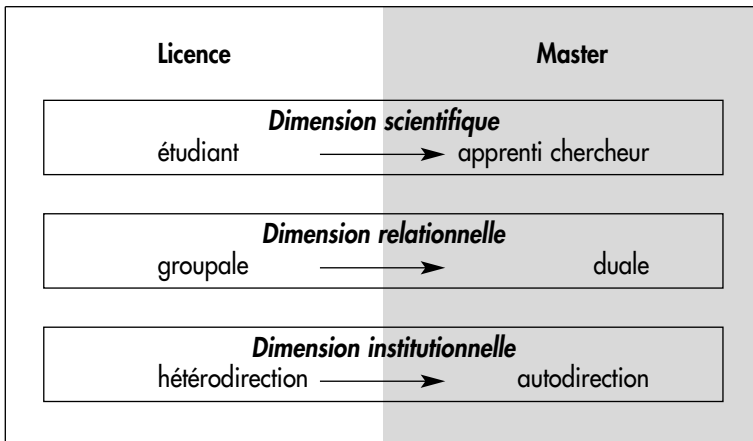 Licence Master
Dimension scientifique
étudiant apprenti chercheur
Dimension relationnelle
groupale duale
Dimension institutionnelle
hétérodirection autodirection